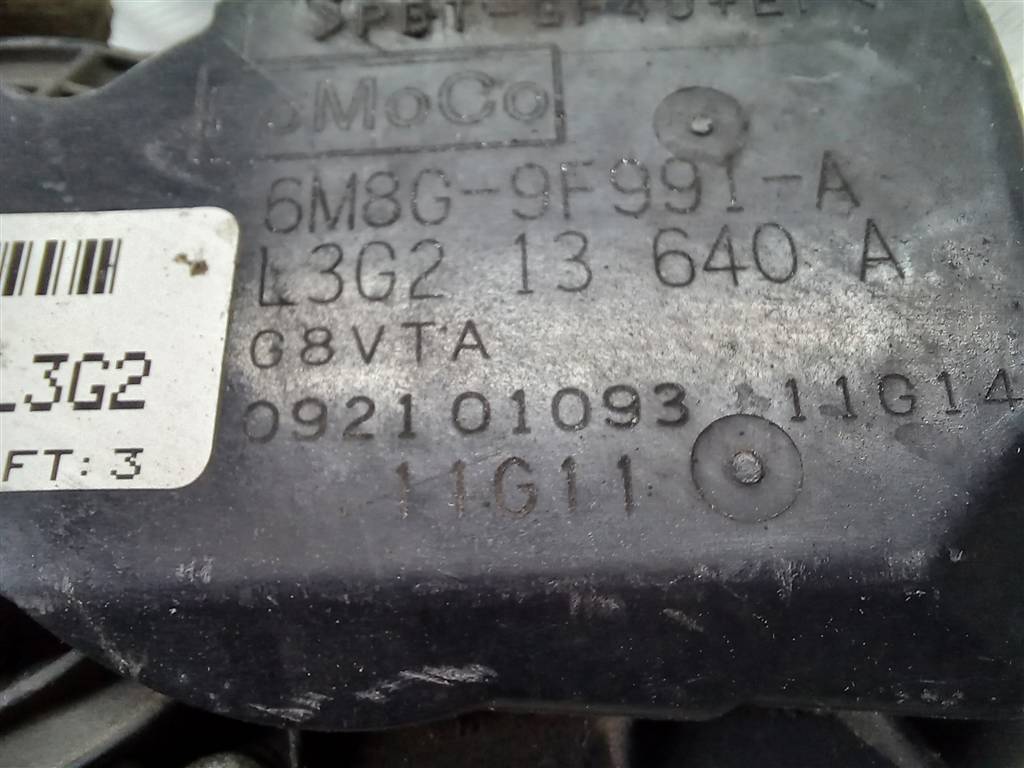 MoCo
6M8G-9F991-A
L3G2 13 640 A
G8VTA
092101093 11G14
11G11
L3G2
FT: 3